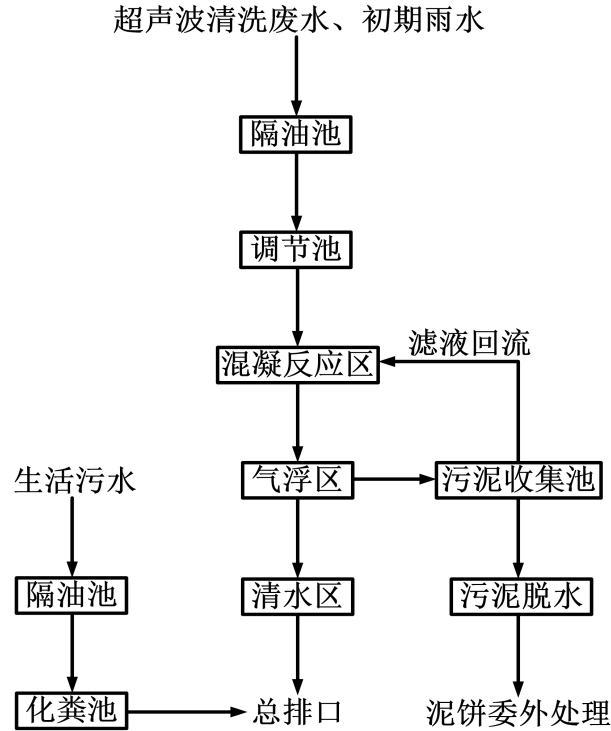 超声波清洗废水、初期雨水
隔油池
调节池
混凝反应区
滤液回流
气浮区
污泥收集池
生活污水
隔油池
清水区
污泥脱水
化粪池
总排口
泥饼委外处理